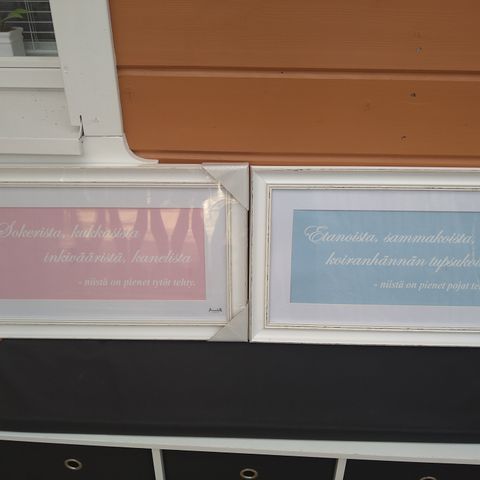 Sokerista, kukkasista
inkivääristä, kanelista
- niistä on pienet tytöt tehty.
Etanoista, sammakoista,
koiranhännän
- niistä on pienet pojat